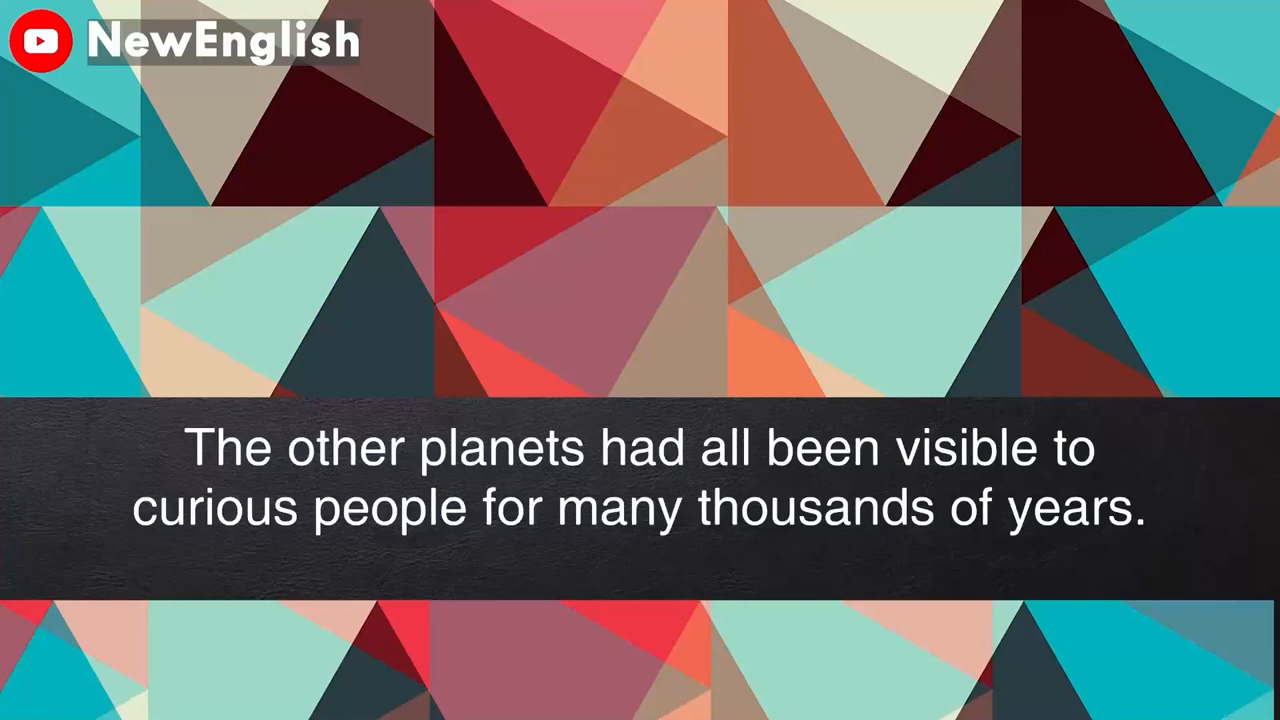 NewEnglish
The other planets had all been visible to
curious people for many thousands of years.